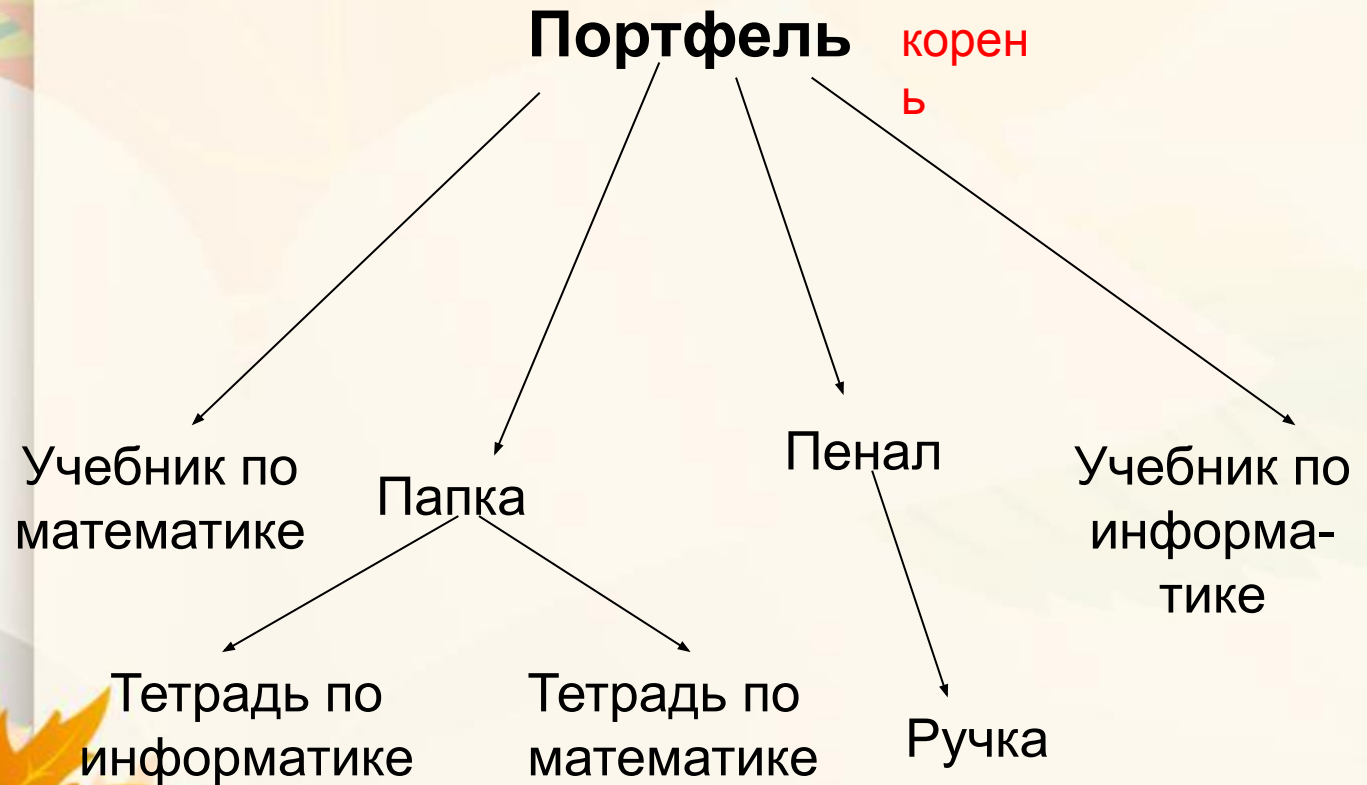 Портфель
корен
ь
Учебник по
математике
Папка
Пенал
Учебник по
информа-
тике
Тетрадь по
информатике
Тетрадь по
математике
Ручка